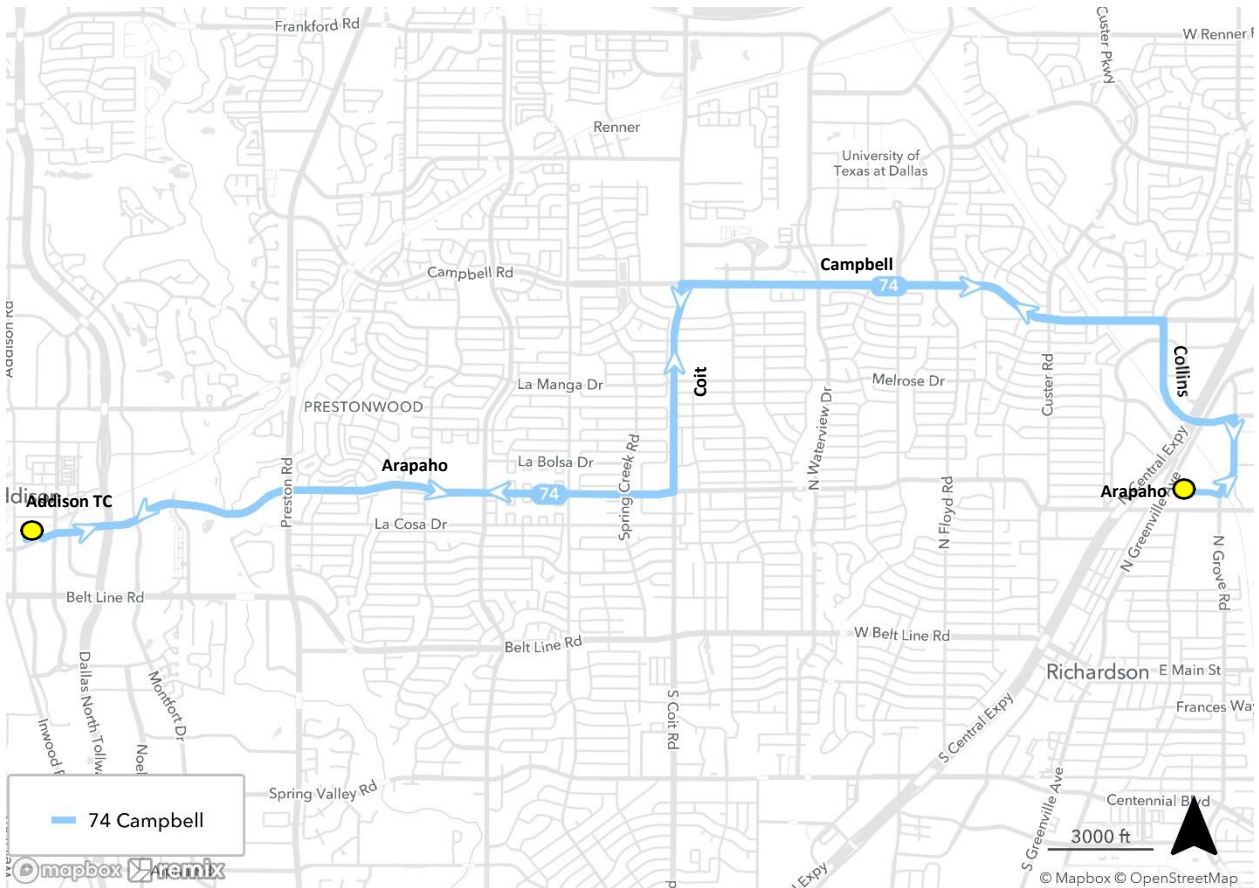 Frankford Rd
Custer Pkwy
W Renner
Renner
University of
Texas at Dallas
Campbell Rd
Campbell
74
Addison Rd
Coit
Collins
La Manga Dr
Melrose Dr
Custer Rd
PRESTONWOOD
Arapaho
La Bolsa Dr
74
Preston Rd
Spring Creek Rd
N Waterview Dr
N Floyd Rd
N Central Expy
N Greenville Ave
Arapaho
Addison TC
La Cosa Dr
N Grove Rd
Belt Line Rd
Belt Line Rd
W Belt Line Rd
Richardson
E Main St
Frances Way
Dallas North Tollwa
Montfort Dr
Inwood
Noel
S Coit Rd
S Central Expy
Spring Valley Rd
S Greenville Ave
Centennial Blvd
74 Campbell
3000 ft
mapbox
remix
Expy
© Mapbox © OpenStreetMap